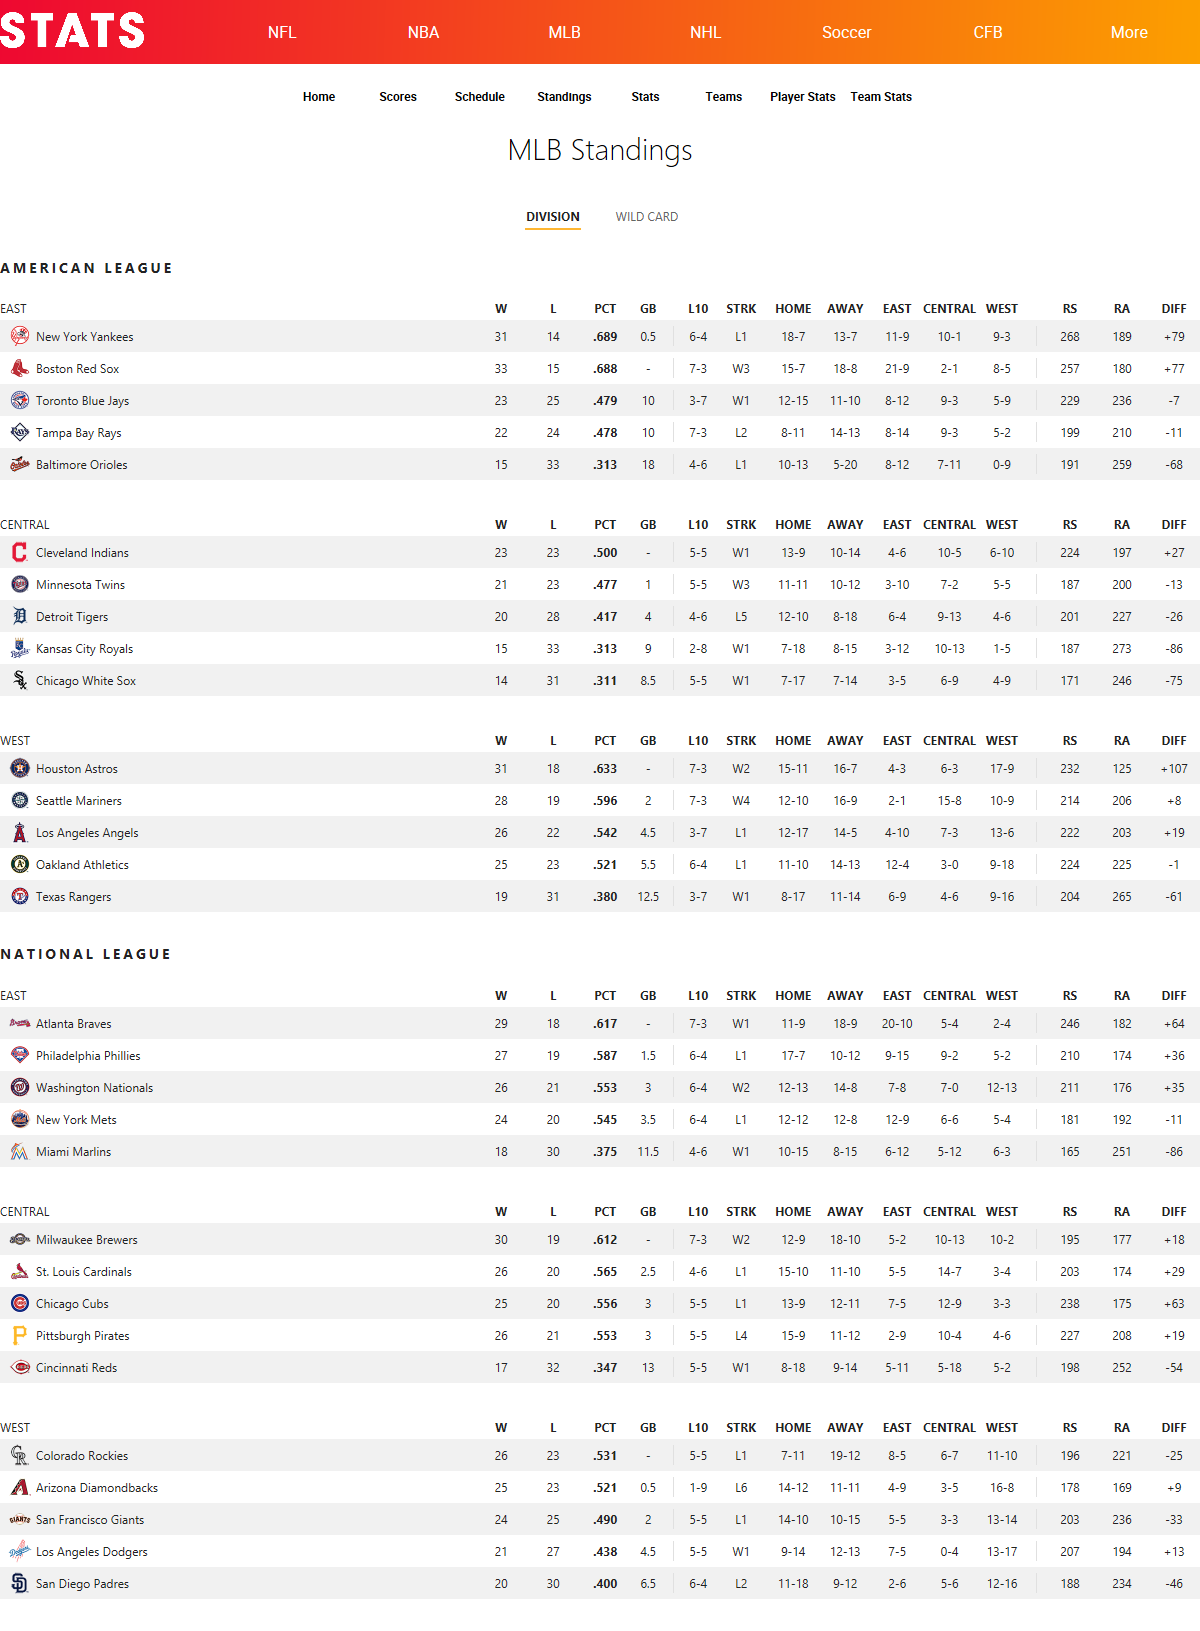 STATS NFL NBA MLB NHL Soccer CFB More
Home Scores Schedule Standings Stats Teams Player Stats Team Stats
MLB Standings
DIVISION WILD CARD
AMERICAN LEAGUE
EAST W L PCT GB L10 STRK HOME AWAY EAST CENTRAL WEST RS RA DIFF
New York Yankees 31 14 .689 0.5 6-4 L1 18-7 13-7 11-9 10-1 9-3 268 189 +79
Boston Red Sox 33 15 .688 - 7-3 W3 15-7 18-8 21-9 2-1 8-5 257 180 +77
Toronto Blue Jays 23 25 .479 10 3-7 W1 12-15 11-10 8-12 9-3 5-9 229 236 -7
Tampa Bay Rays 22 24 .478 10 7-3 L2 8-11 14-13 8-14 9-3 5-2 199 210 -11
Baltimore Orioles 15 33 .313 18 4-6 L1 10-13 5-20 8-12 7-11 0-9 191 259 -68
CENTRAL W L PCT GB L10 STRK HOME AWAY EAST CENTRAL WEST RS RA DIFF
Cleveland Indians 23 23 .500 - 5-5 W1 13-9 10-14 4-6 10-5 6-10 224 197 +27
Minnesota Twins 21 23 .477 1 5-5 W3 11-11 10-12 3-10 7-2 5-5 187 200 -13
Detroit Tigers 20 28 .417 4 4-6 L5 12-10 8-18 6-4 9-13 4-6 201 227 -26
Kansas City Royals 15 33 .313 9 2-8 W1 7-18 8-15 3-12 10-13 1-5 187 273 -86
Chicago White Sox 14 31 .311 8.5 5-5 W1 7-17 7-14 3-5 6-9 4-9 171 246 -75
WEST W L PCT GB L10 STRK HOME AWAY EAST CENTRAL WEST RS RA DIFF
Houston Astros 31 18 .633 - 7-3 W2 15-11 16-7 4-3 6-3 17-9 232 125 +107
Seattle Mariners 28 19 .596 2 7-3 W4 12-10 16-9 2-1 15-8 10-9 214 206 +8
Los Angeles Angels 26 22 .542 4.5 3-7 L1 12-17 14-5 4-10 7-3 13-6 222 203 +19
Oakland Athletics 25 23 .521 5.5 6-4 L1 11-10 14-13 12-4 3-0 9-18 224 225 -1
Texas Rangers 19 31 .380 12.5 3-7 W1 8-17 11-14 6-9 4-6 9-16 204 265 -61
NATIONAL LEAGUE
EAST W L PCT GB L10 STRK HOME AWAY EAST CENTRAL WEST RS RA DIFF
Atlanta Braves 29 18 .617 - 7-3 W1 11-9 18-9 20-10 5-4 2-4 246 182 +64
Philadelphia Phillies 27 19 .587 1.5 6-4 L1 17-7 10-12 9-15 9-2 5-2 210 174 +36
Washington Nationals 26 21 .553 3 6-4 W2 12-13 14-8 7-8 7-0 12-13 211 176 +35
New York Mets 24 20 .545 3.5 6-4 L1 12-12 12-8 12-9 6-6 5-4 181 192 -11
Miami Marlins 18 30 .375 11.5 4-6 W1 10-15 8-15 6-12 5-12 6-3 165 251 -86
CENTRAL W L PCT GB L10 STRK HOME AWAY EAST CENTRAL WEST RS RA DIFF
Milwaukee Brewers 30 19 .612 - 7-3 W2 12-9 18-10 5-2 10-13 10-2 195 177 +18
St. Louis Cardinals 26 20 .565 2.5 4-6 L1 15-10 11-10 5-5 14-7 3-4 203 174 +29
Chicago Cubs 25 20 .556 3 5-5 L1 13-9 12-11 7-5 12-9 3-3 238 175 +63
Pittsburgh Pirates 26 21 .553 3 5-5 L4 15-9 11-12 2-9 10-4 4-6 227 208 +19
Cincinnati Reds 17 32 .347 13 5-5 W1 8-18 9-14 5-11 5-18 5-2 198 252 -54
WEST W L PCT GB L10 STRK HOME AWAY EAST CENTRAL WEST RS RA DIFF
Colorado Rockies 26 23 .531 - 5-5 L1 7-11 19-12 8-5 6-7 11-10 196 221 -25
Arizona Diamondbacks 25 23 .521 0.5 1-9 L6 14-12 11-11 4-9 3-5 16-8 178 169 +9
San Francisco Giants 24 25 .490 2 5-5 L1 14-10 10-15 5-5 3-3 13-14 203 236 -33
Los Angeles Dodgers 21 27 .438 4.5 5-5 W1 9-14 12-13 7-5 0-4 13-17 207 194 +13
San Diego Padres 20 30 .400 6.5 6-4 L2 11-18 9-12 2-6 5-6 12-16 188 234 -46